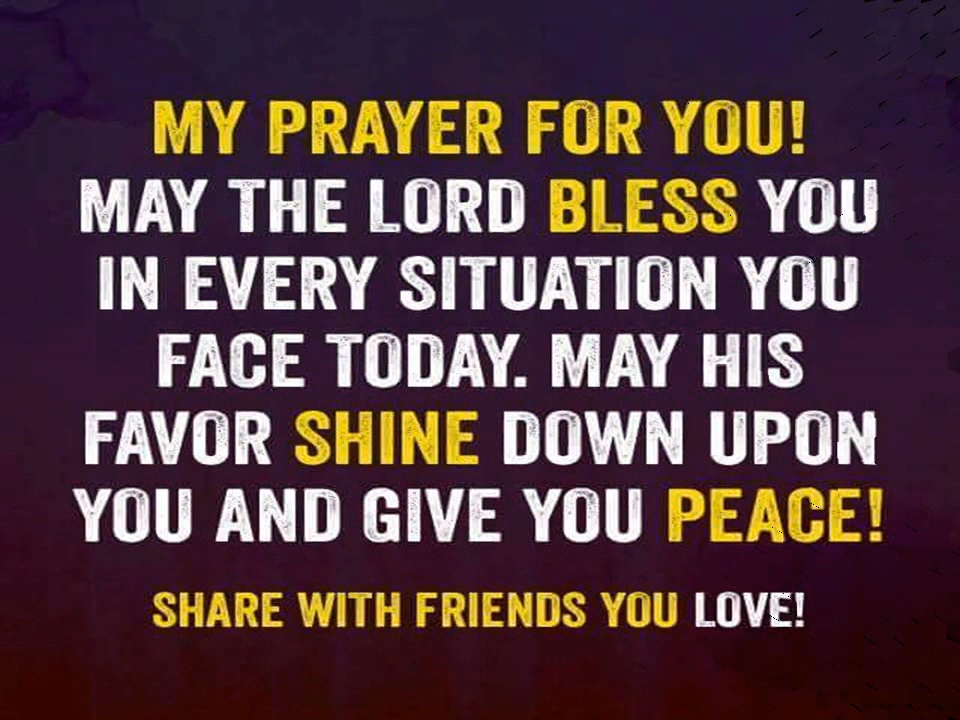 MY PRAYER FOR YOU!
MAY THE LORD BLESS YOU
IN EVERY SITUATION YOU
FACE TODAY. MAY HIS
FAVOR SHINE DOWN UPON
YOU AND GIVE YOU PEACE!
SHARE WITH FRIENDS YOU LOVE!